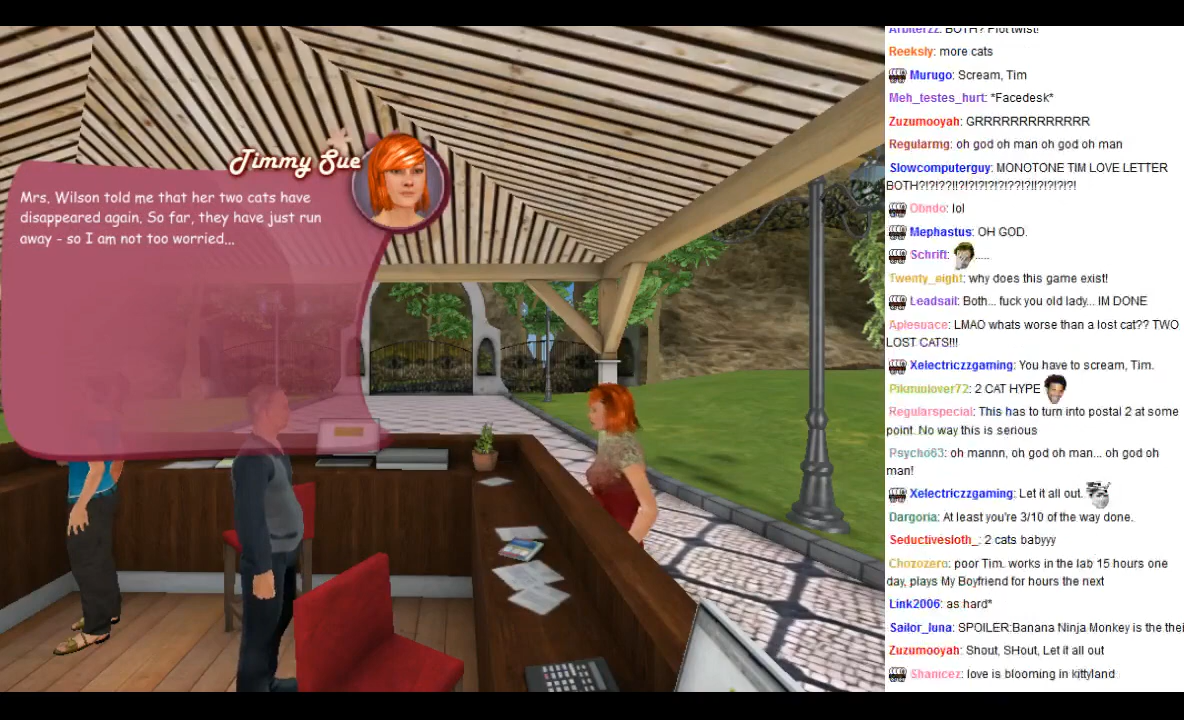 Timmy Sue
Mrs. Wilson told me that her two cats have
disappeared again. So far, they have just run
away - so I am not too worried...
Arbiterzz: BOTH? Plot twist!
Reeksly: more cats
Murugo: Scream, Tim
Meh_testes_hurt: *Facedesk*
Zuzumooyah: GRRRRRRRRRRRRR
Regularmg: oh god oh man oh god oh man
Slowcomputerguy: MONOTONE TIM LOVE LETTER
BOTH?!?!??!!?!?!?!?!??!?!!?!?!?!?!
Ohndo: lol
Mephastus: OH GOD.
Schrift: .....
Twenty_eight: why does this game exist!
Leadsail: Both... fuck you old lady... IM DONE
Aplesuace: LMAO whats worse than a lost cat?? TWO
LOST CATS!!!
Xelectriczzgaming: You have to scream, Tim.
Pikmiulover72: 2 CAT HYPE
Regularspecial: This has to turn into postal 2 at some
point. No way this is serious
Psycho63: oh mannn, oh god oh man... oh god oh
man!
Xelectriczzgaming: Let it all out.
Dargoria: At least you're 3/10 of the way done.
Seductivesloth_: 2 cats babyyy
Chozozero: poor Tim. works in the lab 15 hours one
day, plays My Boyfriend for hours the next
Link2006: as hard*
Sailor_luna: SPOILER:Banana Ninja Monkey is the thei
Zuzumooyah: Shout, SHout, Let it all out
Shanicez: love is blooming in kittyland